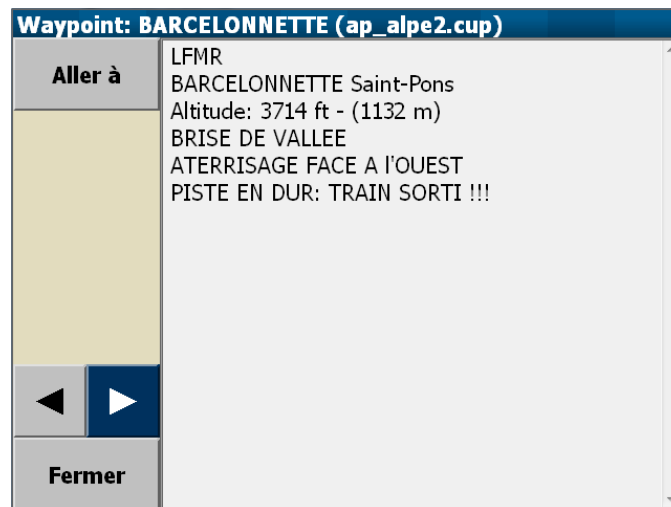 Waypoint: BARCELONNETTE (ap_alpe2.cup)
Aller à
LFMR
BARCELONNETTE Saint-Pons
Altitude: 3714 ft - (1132 m)
BRISE DE VALLEE
ATERRISAGE FACE A l'OUEST
PISTE EN DUR: TRAIN SORTI !!!
Fermer